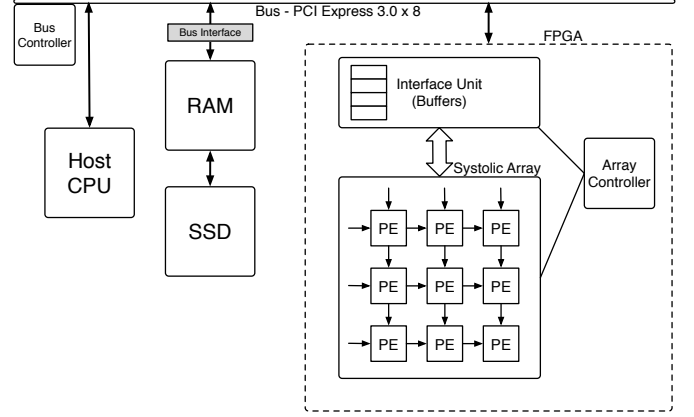 Bus - PCI Express 3.0 x 8
Bus
Controller
Bus Interface
FPGA
RAM
Interface Unit
(Buffers)
Host
CPU
Systolic Array
Array
Controller
SSD
PE PE PE
PE PE PE
PE PE PE